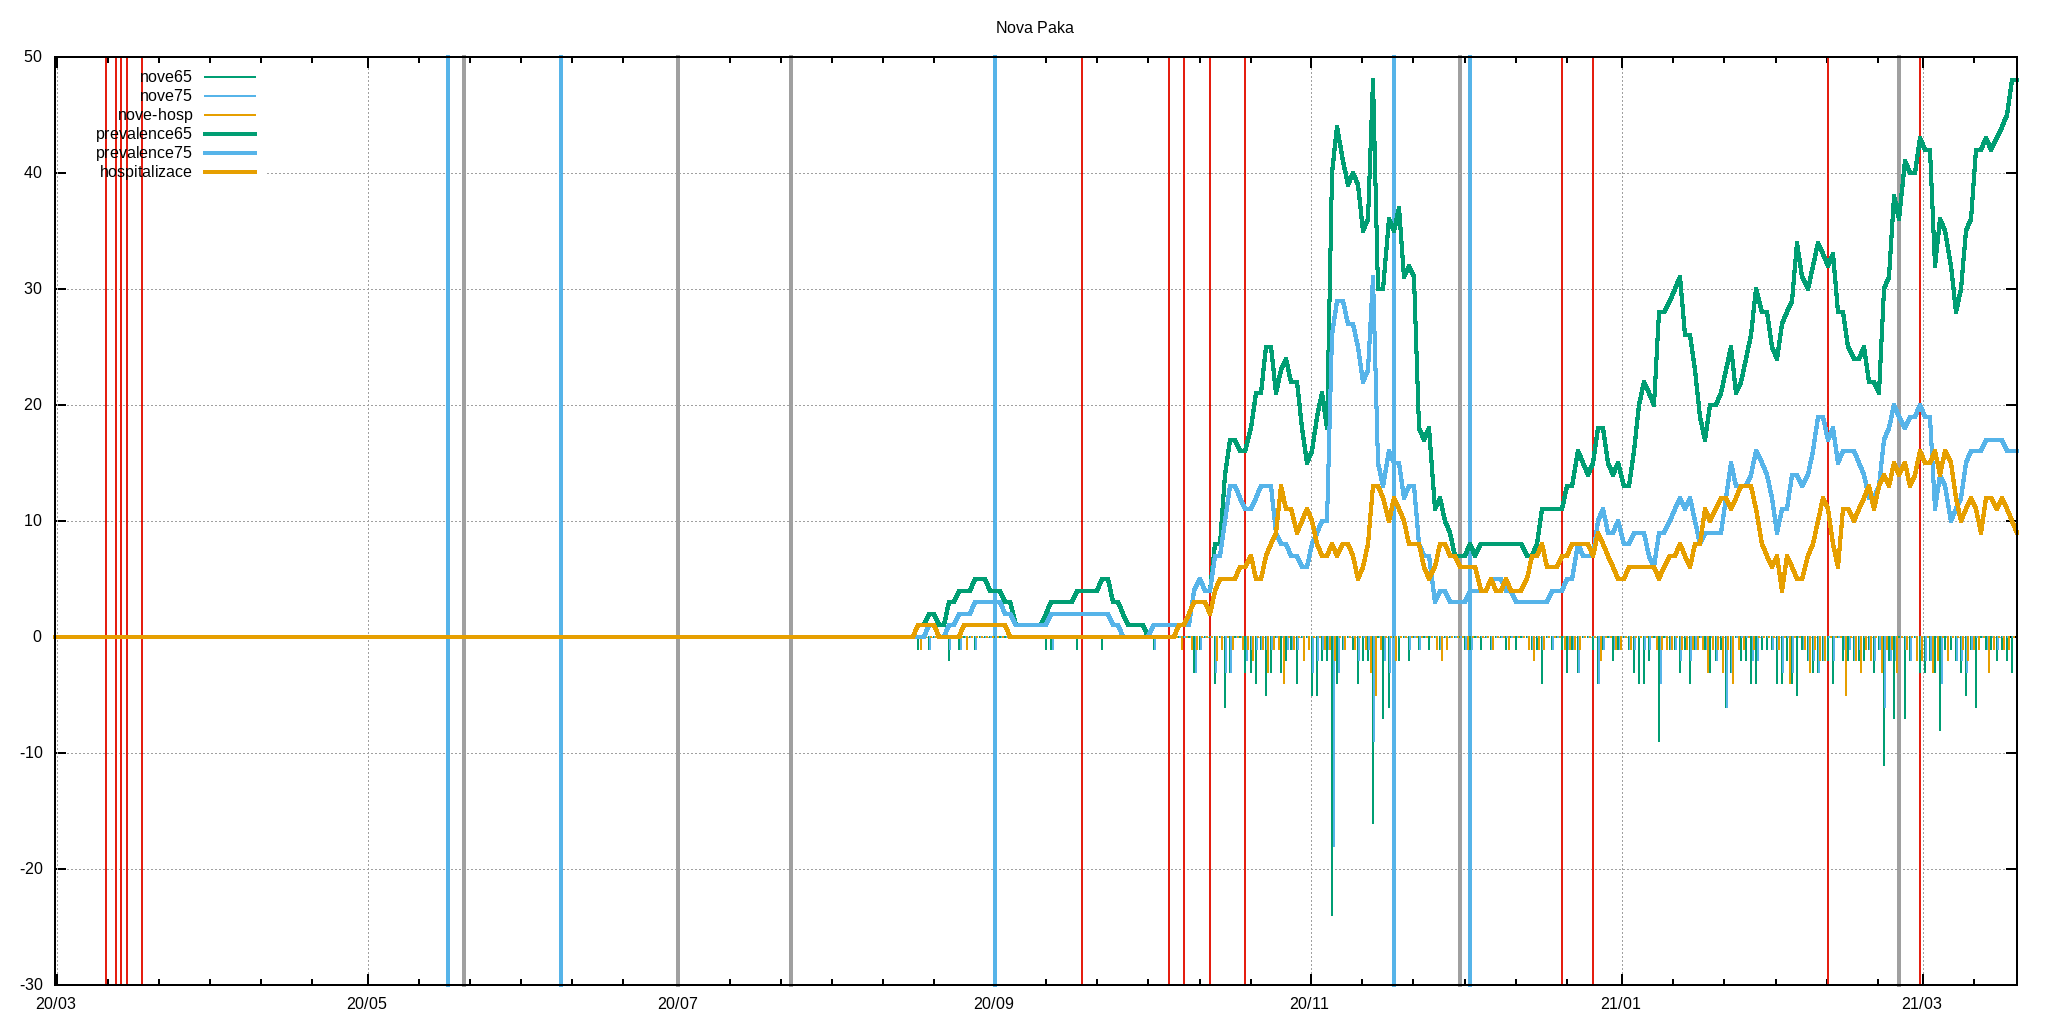 Nova Paka
50
nove65
nove75
nove-hosp
prevalence65
prevalence75
hospitalizace
40
30
20
10
0
-10
-20
-30
20/03 20/05 20/07 20/09 20/11 21/01 21/03